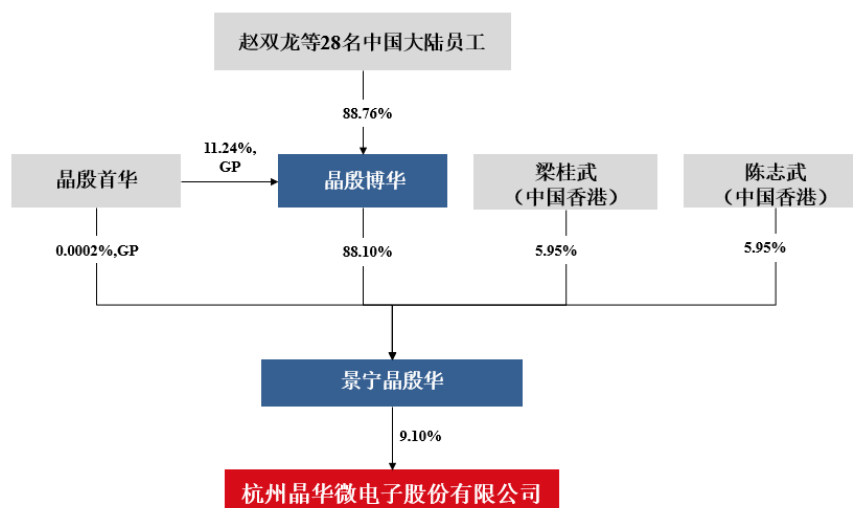 赵双龙等28名中国大陆员工
88.76%
11.24%,
GP
晶殷首华
晶殷博华
梁桂武
（中国香港）
陈志武
（中国香港）
0.0002%,GP
88.10%
5.95%
5.95%
景宁晶殷华
9.10%
杭州晶华微电子股份有限公司